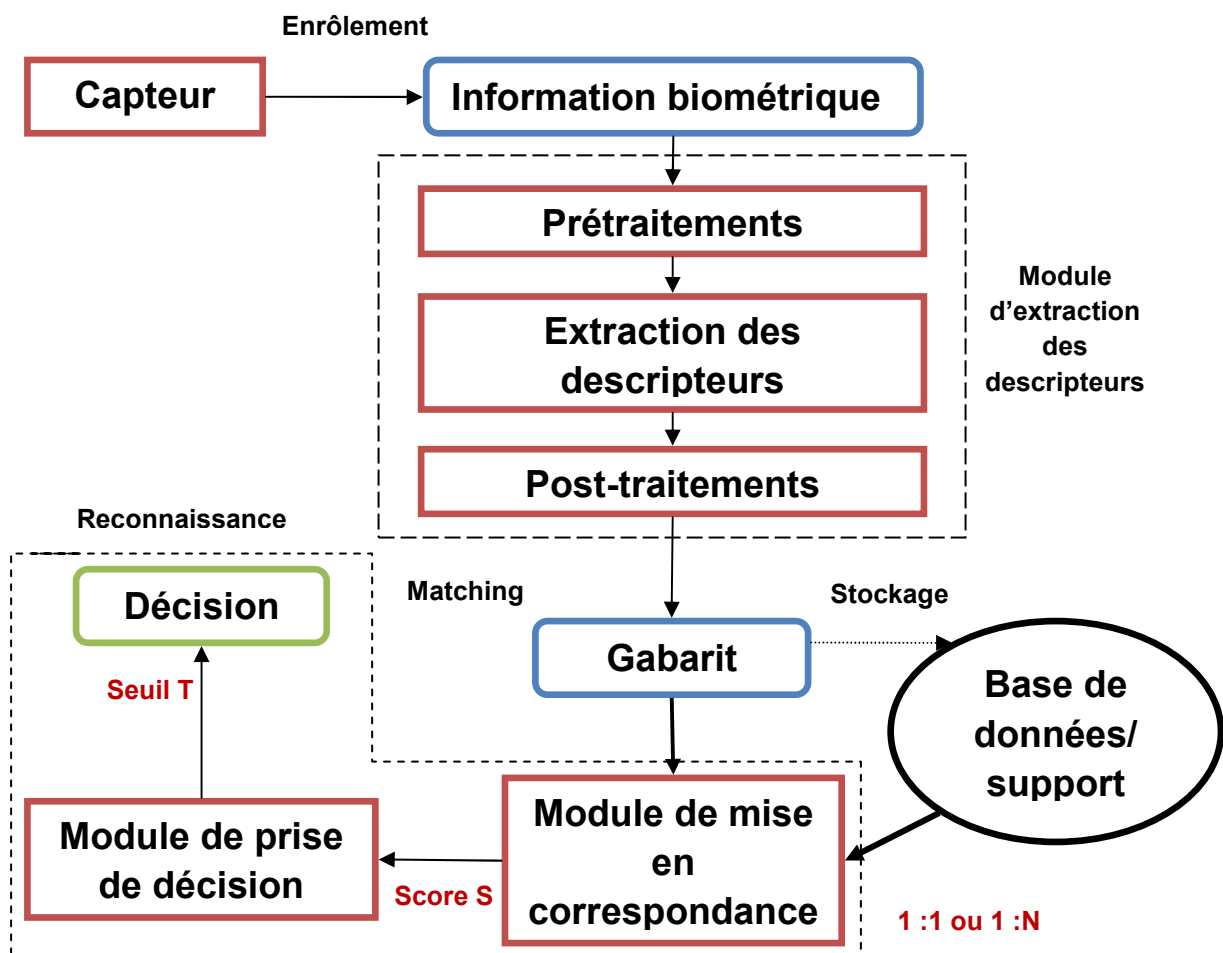 Enrôlement
Capteur
Information biométrique
Prétraitements
Extraction des
descripteurs
Post-traitements
Module
d’extraction
des
descripteurs
Reconnaissance
Décision
Matching
Stockage
Gabarit
Seuil T
Base de
données/
support
Module de prise
de décision
Score S
Module de mise
en
correspondance
1 :1 ou 1 :N